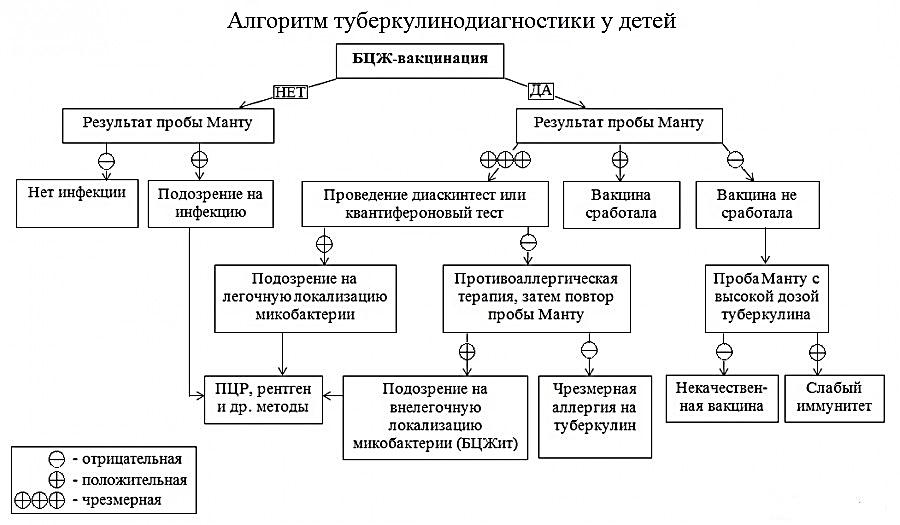 Алгоритм туберкулинодиагностики у детей
БЦЖ-вакцинация
НЕТ
ДА
Результат пробы Манту
Результат пробы Манту
Нет инфекции
Подозрение на
инфекцию
Проведение диаскинтест или
квантифероновый тест
Вакцина
сработала
Вакцина не
сработала
Подозрение на
легочную локализацию
микобактерии
Противоаллергическая
терапия, затем повтор
пробы Манту
Проба Манту с
высокой дозой
туберкулина
ПЦР, рентген
и др. методы
Подозрение на
внелегочную
локализацию
микобактерии (БЦЖит)
Чрезмерная
аллергия на
туберкулин
Некачествен-
ная вакцина
Слабый
иммунитет
- отрицательная
- положительная
- чрезмерная